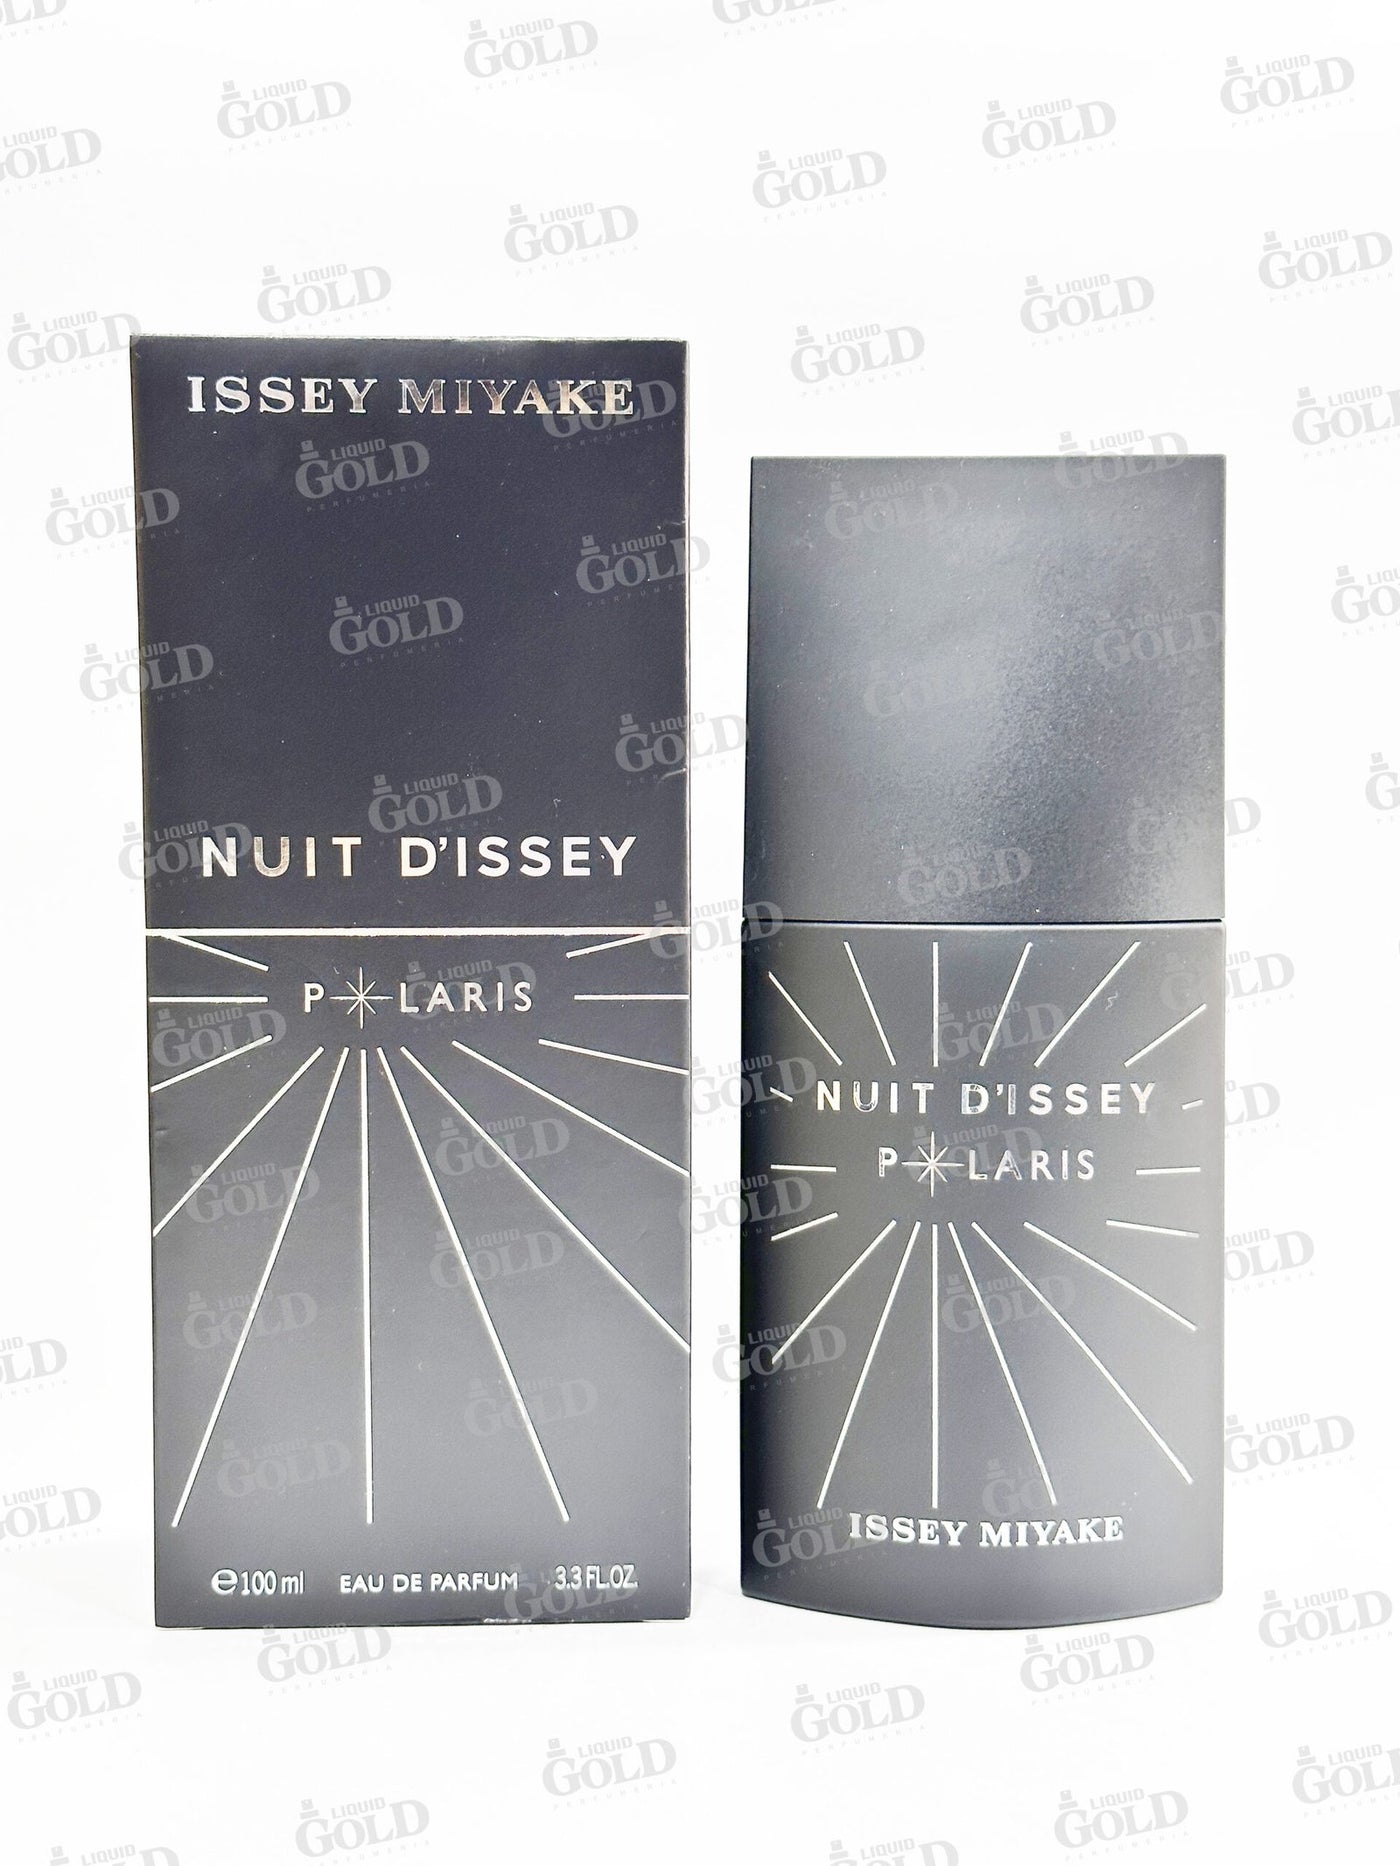 ISSEY MIYAKE
NUIT D'ISSEY
P LARIS
℮100 ml EAU DE PARFUM 3.3 FL.OZ.
NUIT D'ISSEY
P LARIS
ISSEY MIYAKE
LIQUID
GOLD
PERFUMERIA